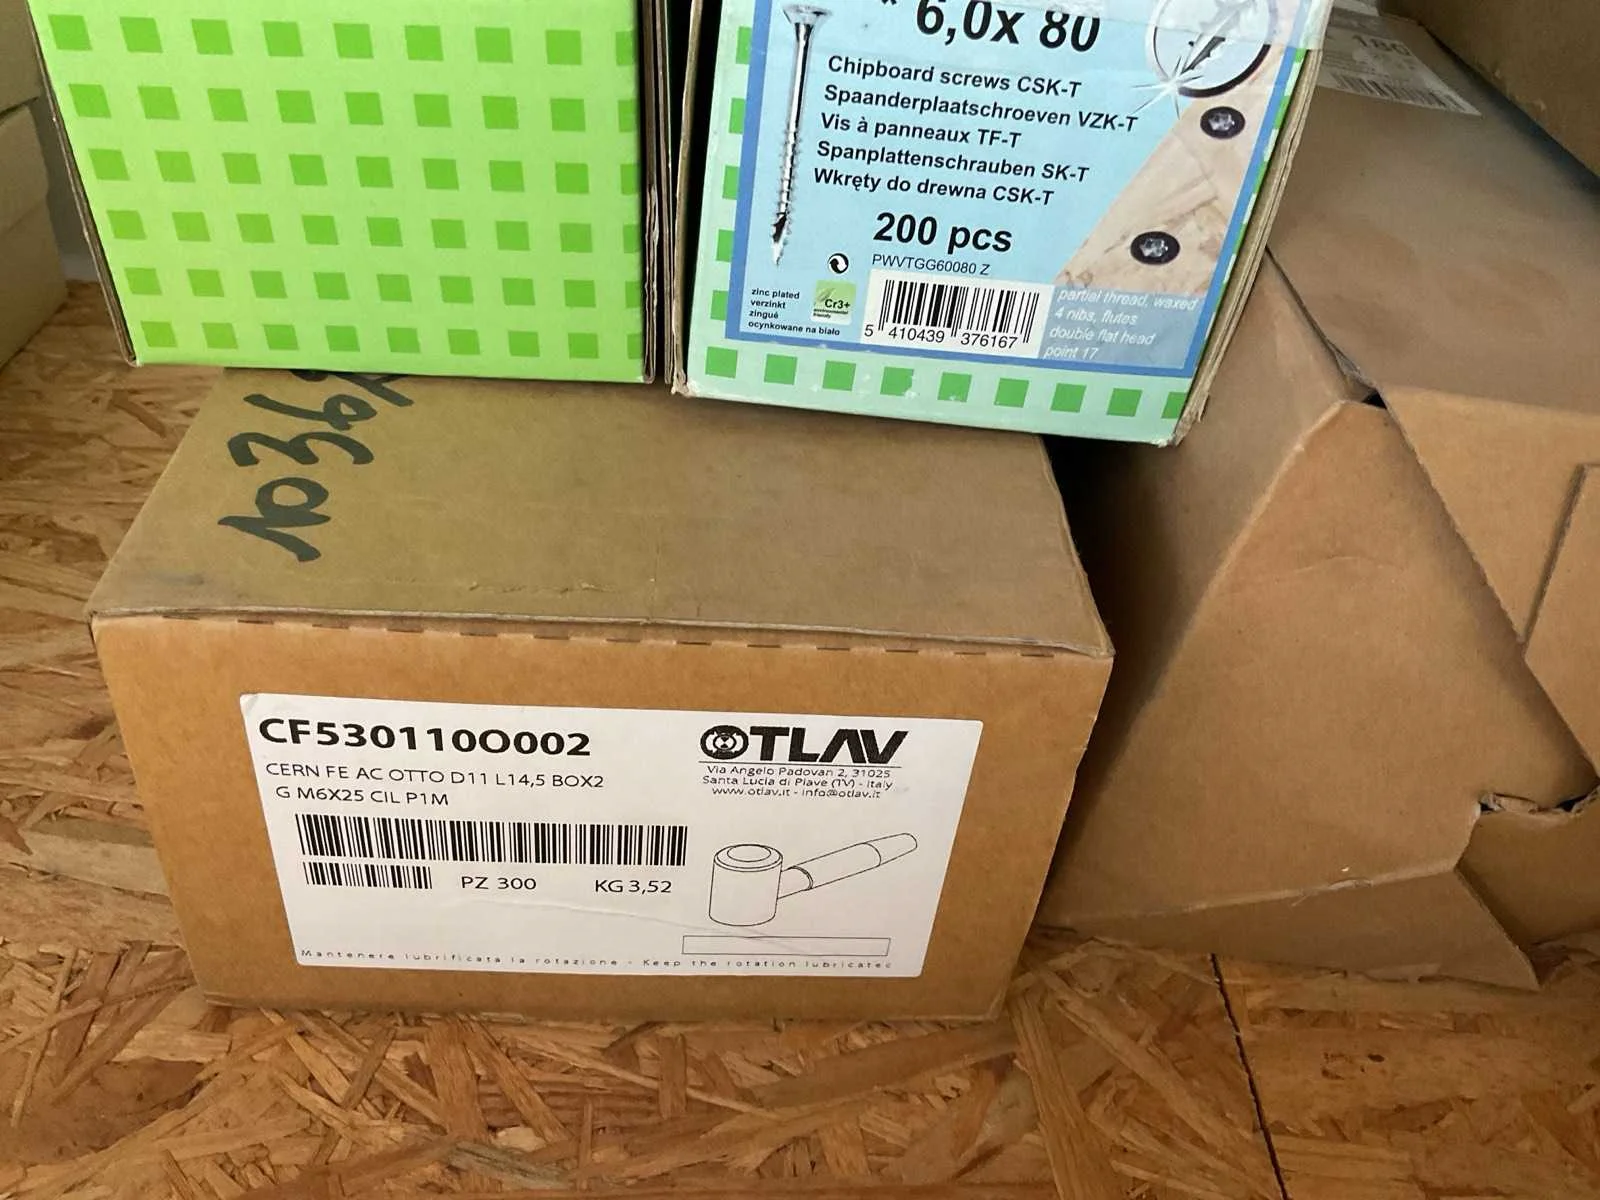 * 6,0x 80
Chipboard screws CSK-T
Spaanderplaatschroeven VZK-T
Vis à panneaux TF-T
Spanplattenschrauben SK-T
Wkręty do drewna CSK-T
200 pcs
PWVTGG60080 Z
zinc plated
verzinkt
zingué
ocynkowane na biało
Cr3+
environmental
friendly
5 410439 376167
partial thread, waxed
4 nibs, flutes
double flat head
point 17
180
CF530110O002
CERN FE AC OTTO D11 L14,5 BOX2
G M6X25 CIL P1M
PZ 300 KG 3,52
OTLAV
Via Angelo Padovan 2, 31025
Santa Lucia di Piave (TV) - Italy
www.otlav.it - info@otlav.it
Mantenere lubrificata la rotazione - Keep the rotation lubricated